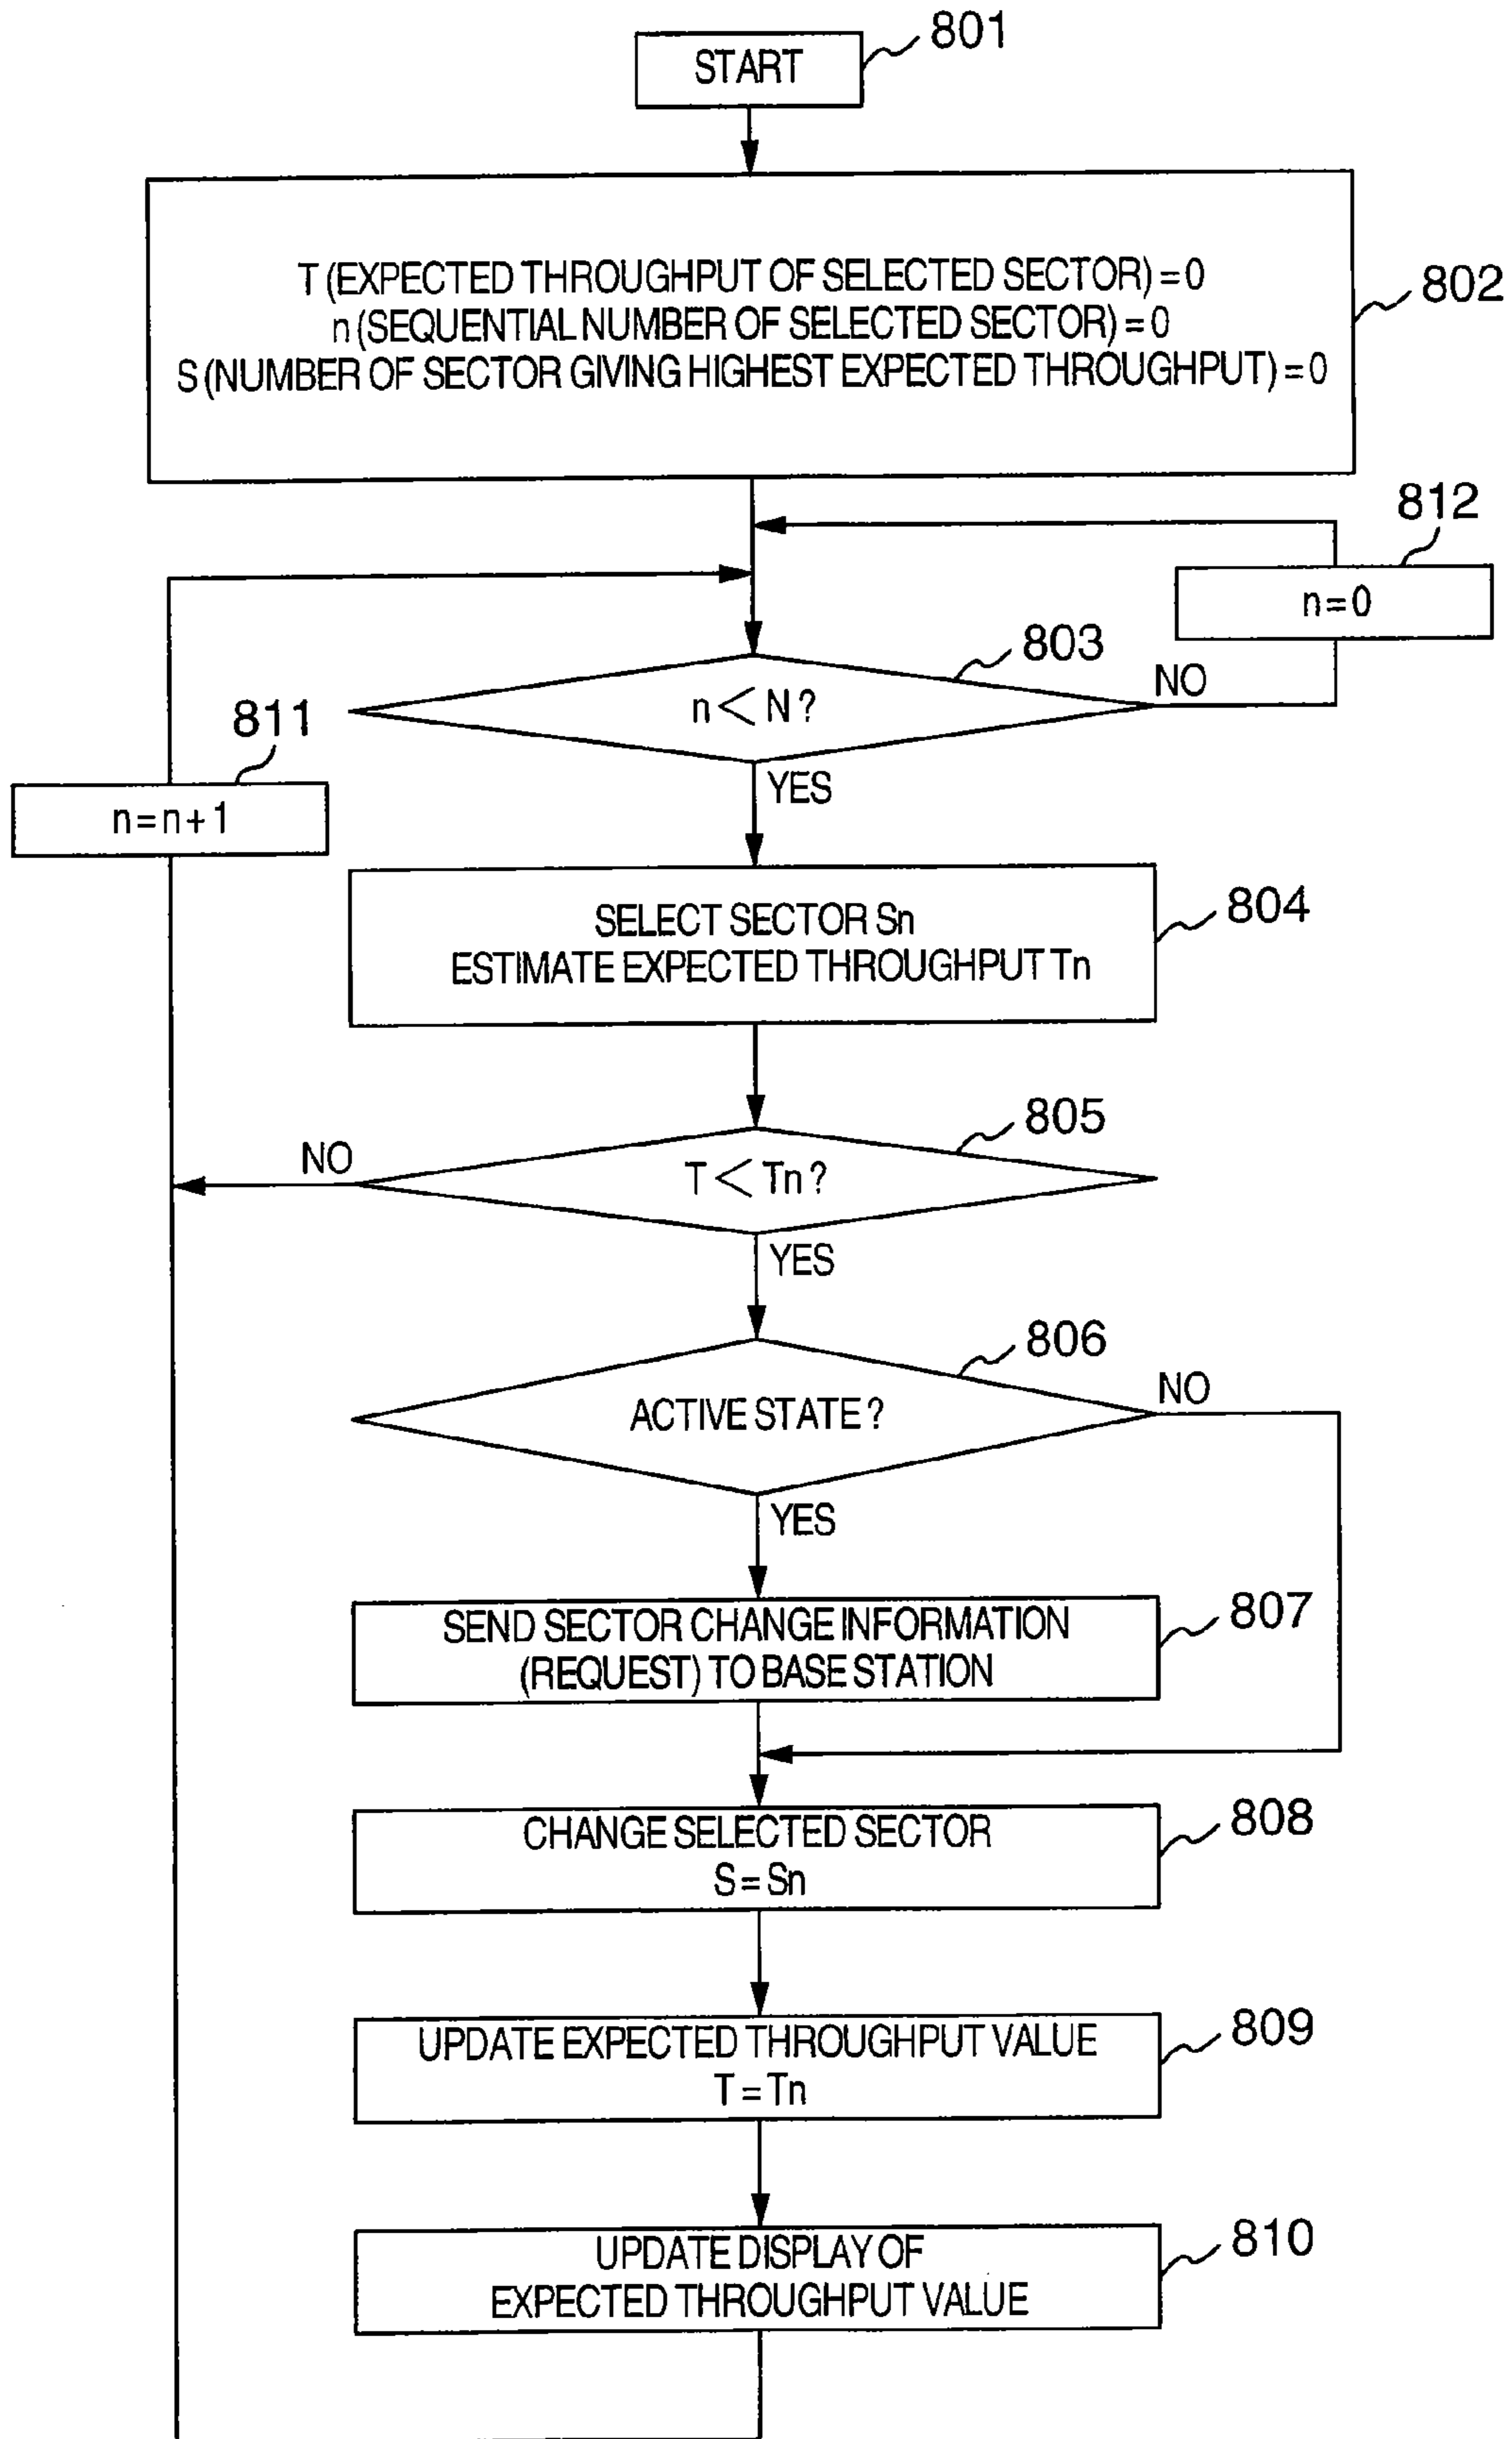 801
START
802
T (EXPECTED THROUGHPUT OF SELECTED SECTOR) = 0
n (SEQUENTIAL NUMBER OF SELECTED SECTOR) = 0
S (NUMBER OF SECTOR GIVING HIGHEST EXPECTED THROUGHPUT) = 0
812
n = 0
803
n < N ?
NO
YES
811
n = n + 1
804
SELECT SECTOR Sn
ESTIMATE EXPECTED THROUGHPUT Tn
805
T < Tn ?
NO
YES
806
ACTIVE STATE ?
NO
YES
807
SEND SECTOR CHANGE INFORMATION
(REQUEST) TO BASE STATION
808
CHANGE SELECTED SECTOR
S = Sn
809
UPDATE EXPECTED THROUGHPUT VALUE
T = Tn
810
UPDATE DISPLAY OF
EXPECTED THROUGHPUT VALUE